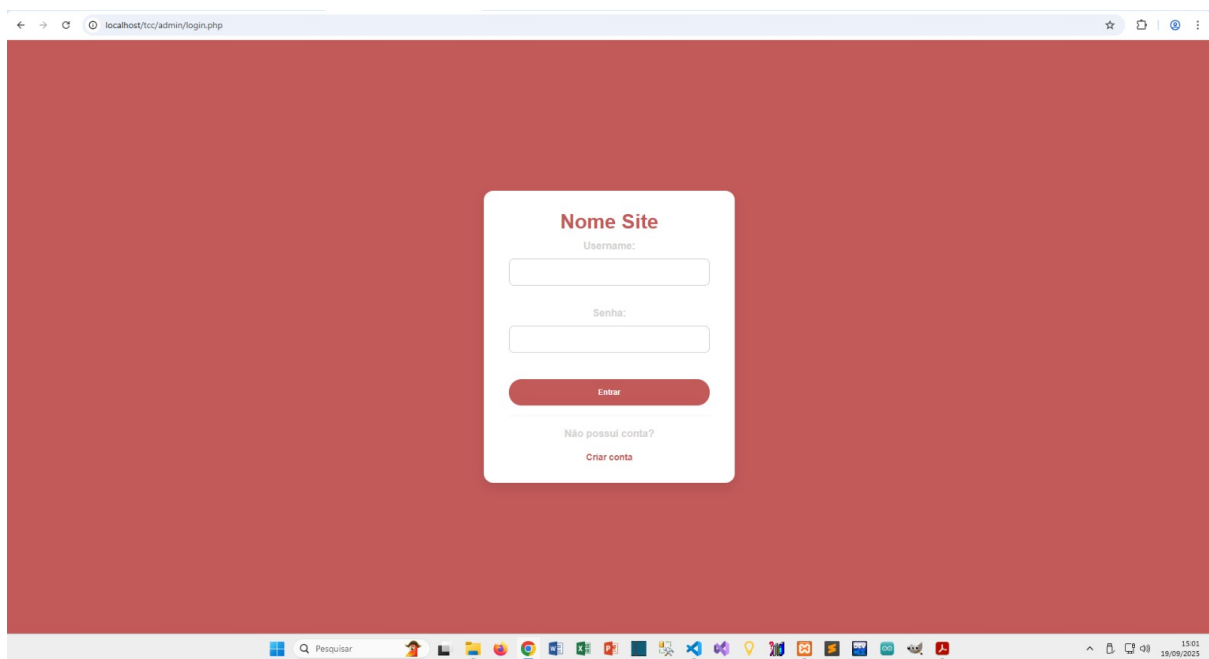 localhost/tcc/admin/login.php
Nome Site
Username:
Senha:
Entrar
Não possui conta?
Criar conta
Pesquisar
15:01
19/09/2025